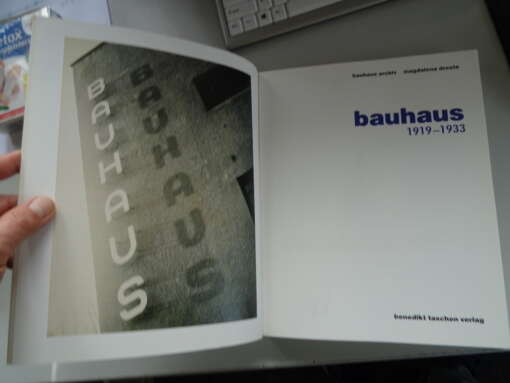 BAUHAUS
BAUHAUS
bauhaus archiv magdalena droste
bauhaus
1919–1933
benedikt taschen verlag